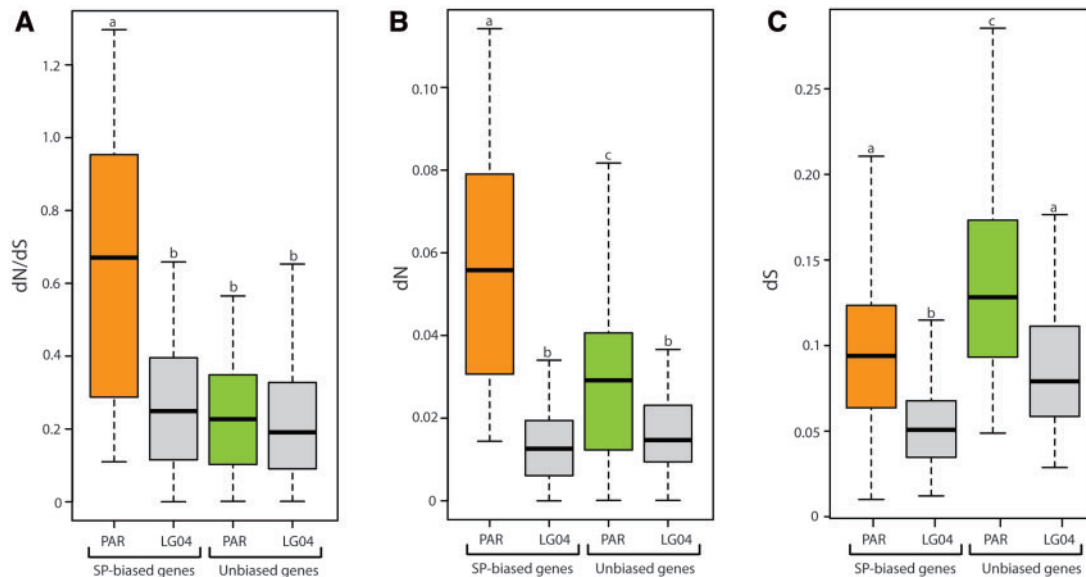 A
dN/dS
0
0.2
0.4
0.6
0.8
1.0
1.2
a
b
b
b
PAR
LG04
PAR
LG04
SP-biased genes
Unbiased genes
B
dN
0
0.02
0.04
0.06
0.08
0.10
a
b
c
b
PAR
LG04
PAR
LG04
SP-biased genes
Unbiased genes
C
dS
0
0.05
0.1
0.15
0.20
0.25
a
b
c
a
PAR
LG04
PAR
LG04
SP-biased genes
Unbiased genes